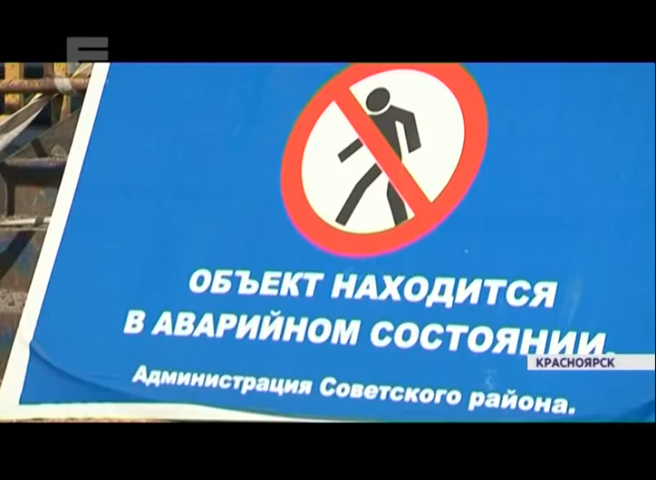 ОБЪЕКТ НАХОДИТСЯ
В АВАРИЙНОМ СОСТОЯНИИ
КРАСНОЯРСК
Администрация Советского района.